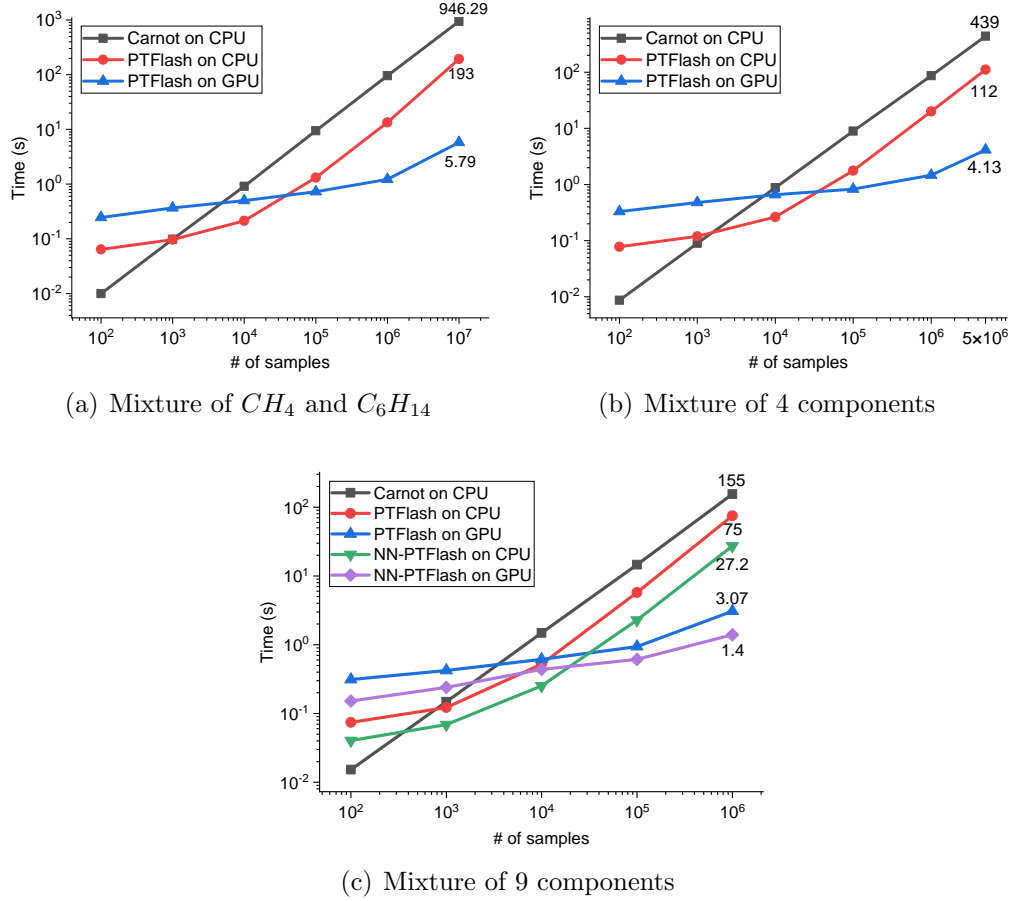 10³
10²
10¹
10⁰
10⁻¹
10⁻²
Time (s)
Carnot on CPU
PTFlash on CPU
PTFlash on GPU
946.29
193
5.79
10² 10³ 10⁴ 10⁵ 10⁶ 10⁷
# of samples
(a) Mixture of CH₄ and C₆H₁₄
10²
10¹
10⁰
10⁻¹
10⁻²
Time (s)
Carnot on CPU
PTFlash on CPU
PTFlash on GPU
439
112
4.13
10² 10³ 10⁴ 10⁵ 10⁶ 5×10⁶
# of samples
(b) Mixture of 4 components
10²
10¹
10⁰
10⁻¹
10⁻²
Time (s)
Carnot on CPU
PTFlash on CPU
PTFlash on GPU
NN-PTFlash on CPU
NN-PTFlash on GPU
155
75
27.2
3.07
1.4
10² 10³ 10⁴ 10⁵ 10⁶
# of samples
(c) Mixture of 9 components